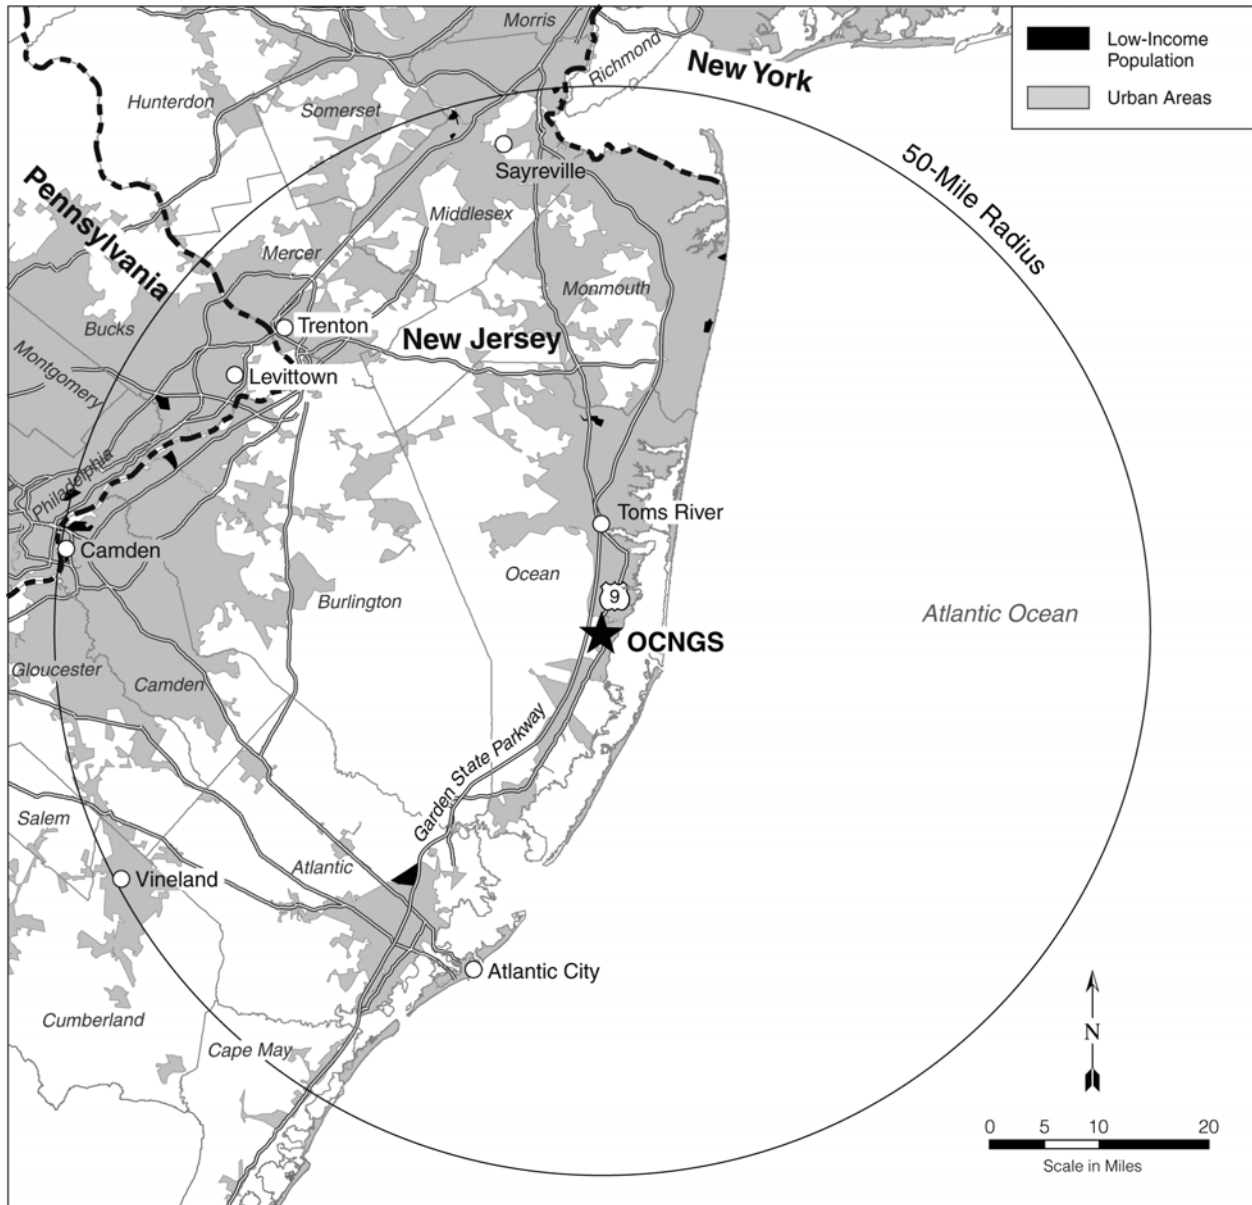 Morris
Richmond
New York
Low-Income
Population
Urban Areas
Hunterdon
Somerset
50-Mile Radius
Sayreville
Pennsylvania
Middlesex
Mercer
Monmouth
Bucks
Trenton
New Jersey
Montgomery
Levittown
Philadelphia
Toms River
Camden
Ocean
9
Burlington
Atlantic Ocean
OCNGS
Gloucester
Camden
Garden State Parkway
Salem
Atlantic
Vineland
Atlantic City
Cumberland
Cape May
N
0 5 10 20
Scale in Miles